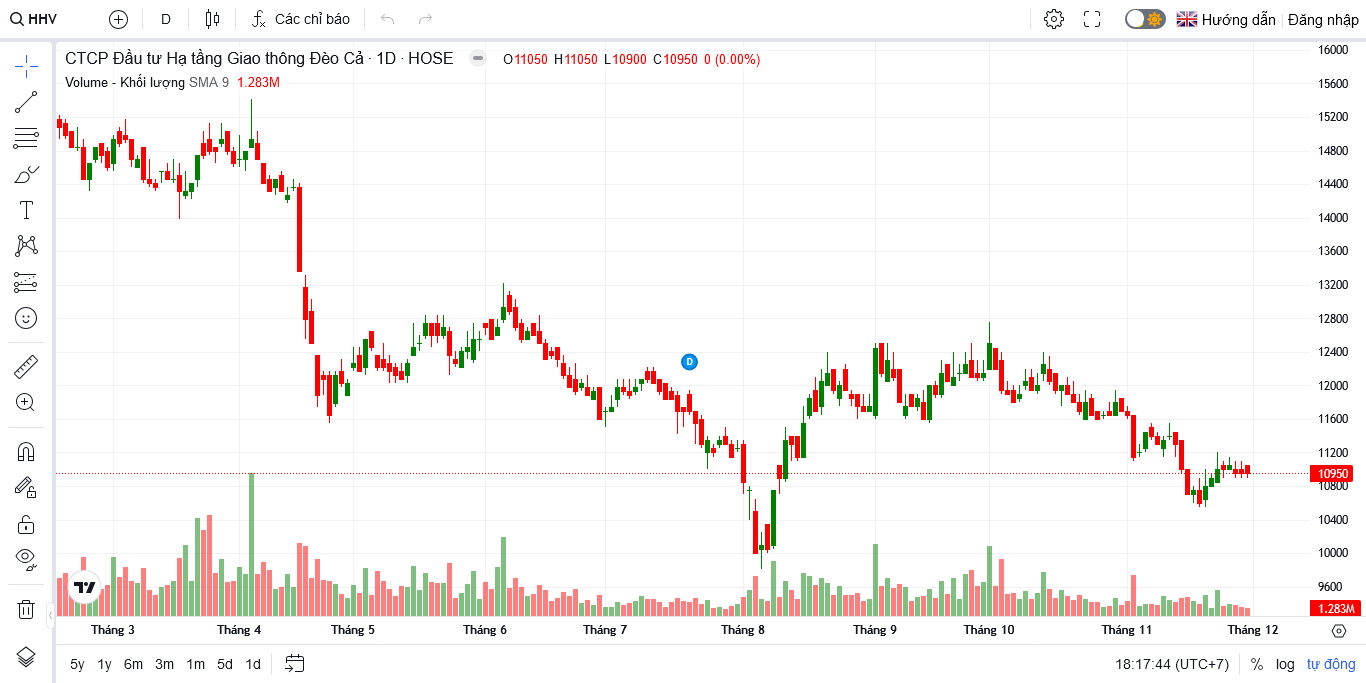 HHV
D
Các chỉ báo
Hướng dẫn
Đăng nhập
CTCP Đầu tư Hạ tầng Giao thông Đèo Cả · 1D · HOSE
O11050 H11050 L10900 C10950 0 (0.00%)
Volume - Khối lượng SMA 9 1.283M
16000
15600
15200
14800
14400
14000
13600
13200
12800
12400
D
12000
11600
11200
10950
10800
10400
10000
9600
1.283M
Tháng 3
Tháng 4
Tháng 5
Tháng 6
Tháng 7
Tháng 8
Tháng 9
Tháng 10
Tháng 11
Tháng 12
5y 1y 6m 3m 1m 5d 1d
18:17:44 (UTC+7)
% log tự động